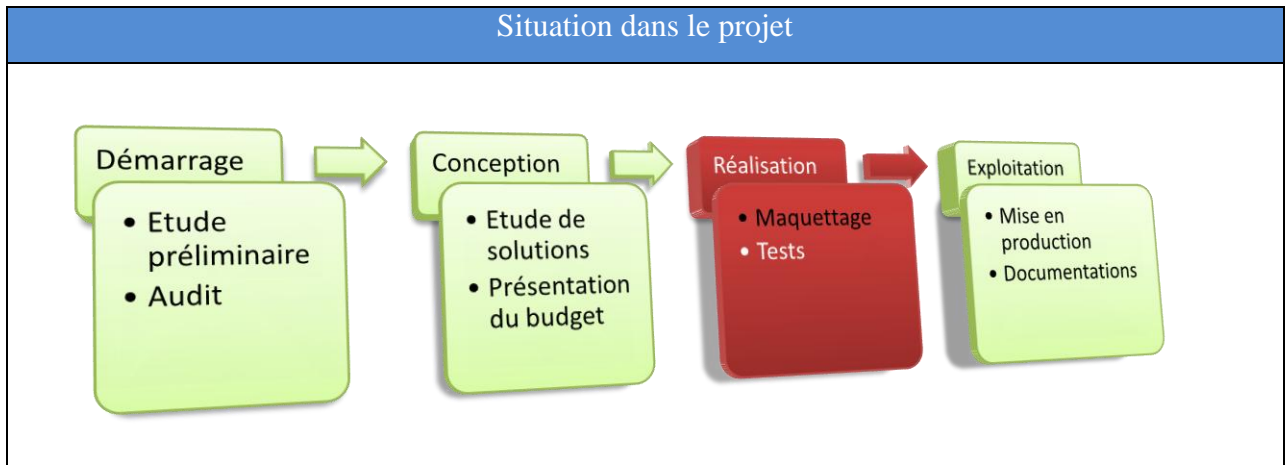 Situation dans le projet
Démarrage
• Etude
préliminaire
• Audit
Conception
• Etude de
solutions
• Présentation
du budget
Réalisation
• Maquettage
• Tests
Exploitation
• Mise en
production
• Documentations